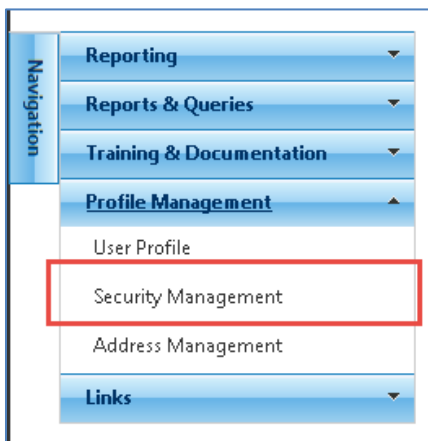 Navigation
Reporting
Reports & Queries
Training & Documentation
Profile Management
User Profile
Security Management
Address Management
Links